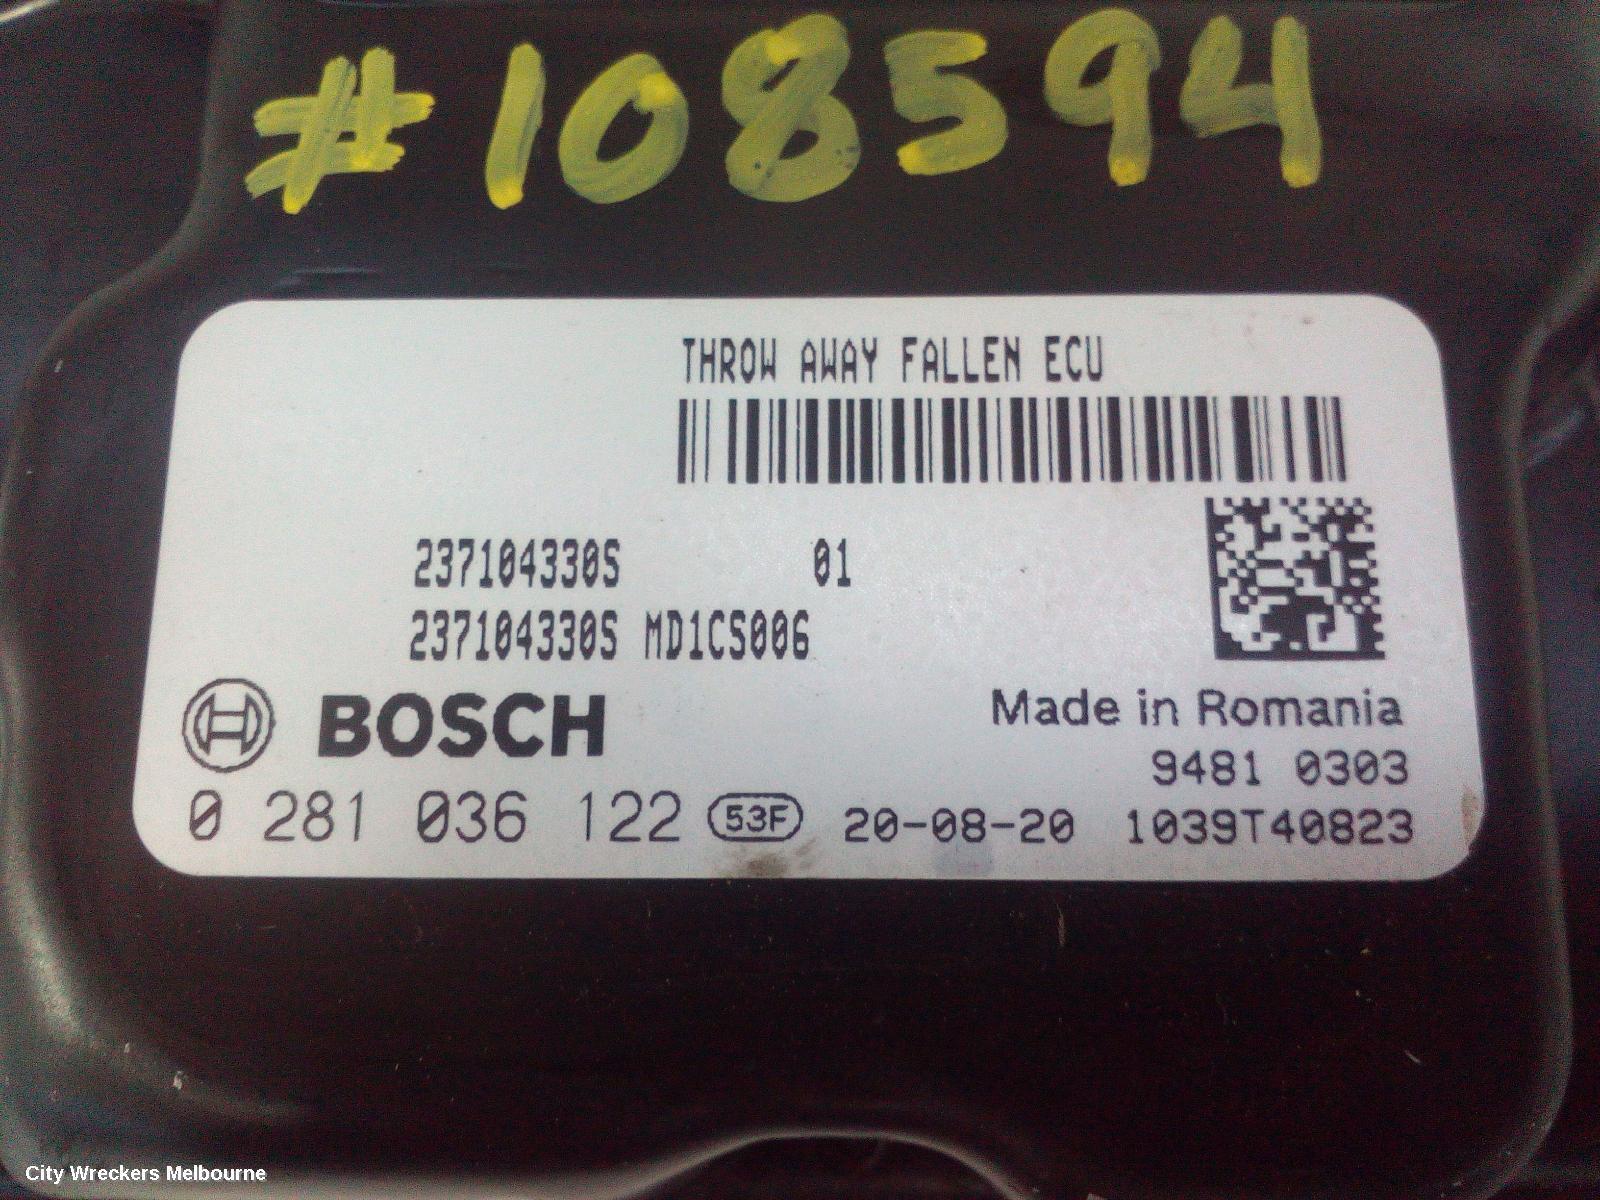 #108594
THROW AWAY FALLEN ECU
237104330S 01
237104330S MD1CS006
BOSCH
Made in Romania
9481 0303
0 281 036 122 53F 20-08-20 1039T40823
City Wreckers Melbourne